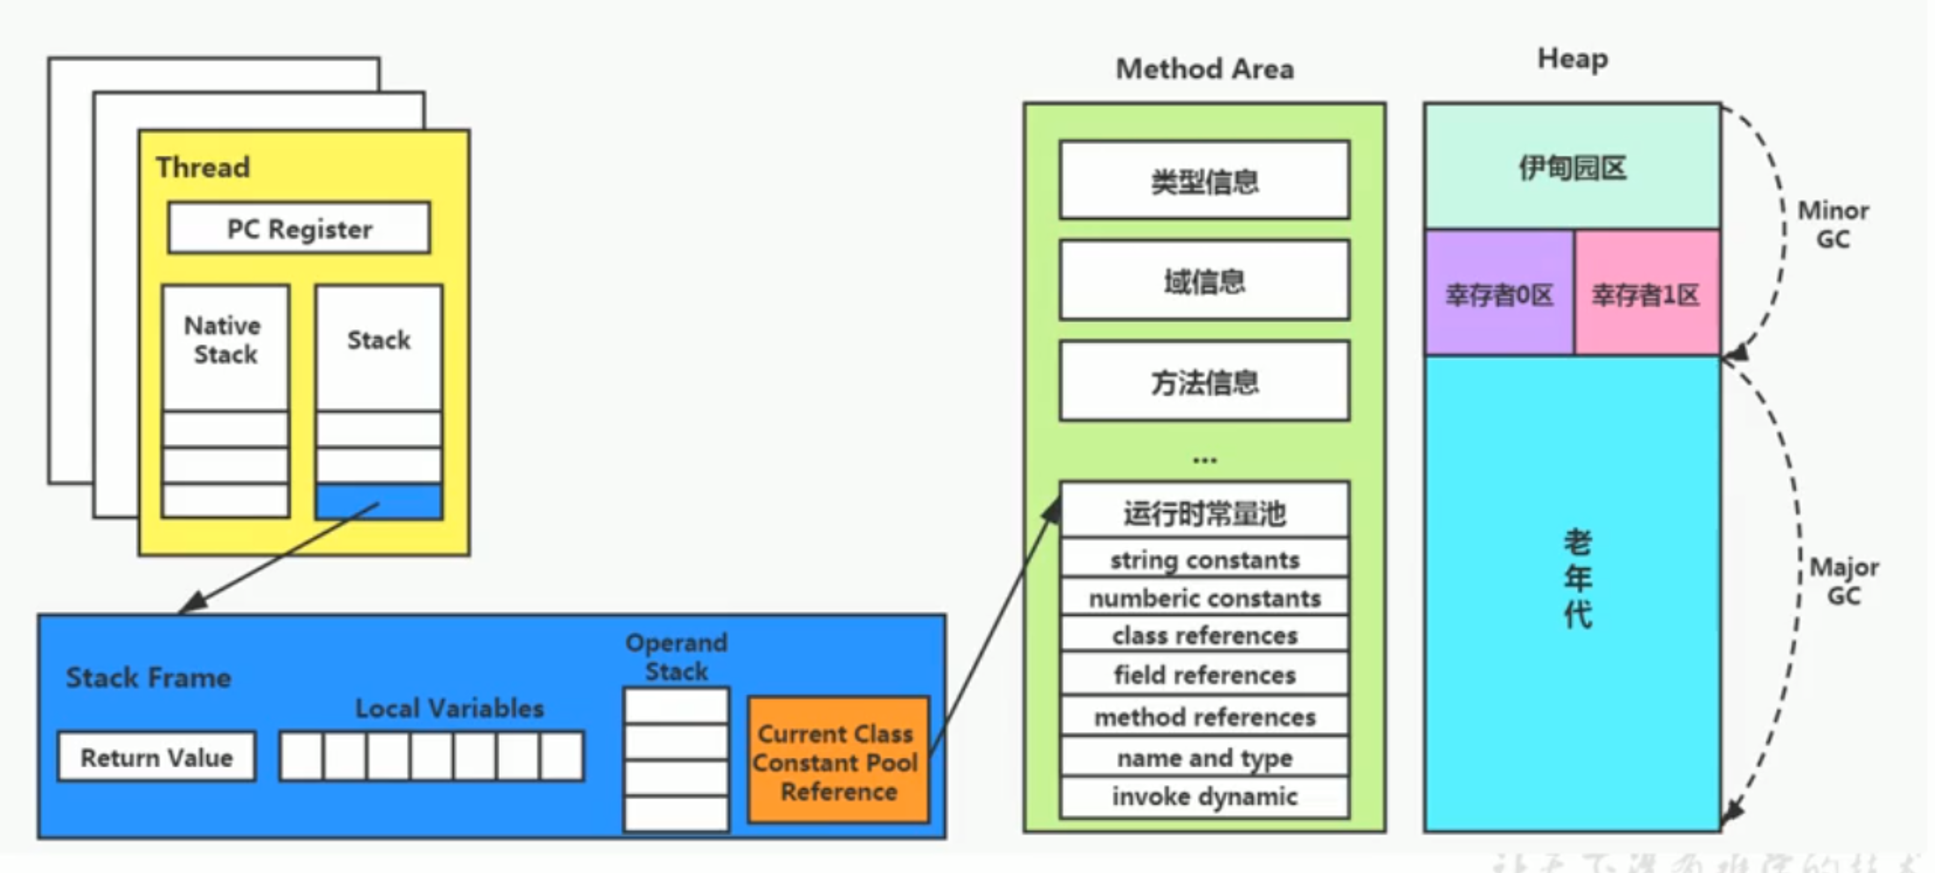 Thread
PC Register
Native
Stack
Stack
Stack Frame
Return Value
Local Variables
Operand
Stack
Current Class
Constant Pool
Reference
Method Area
类型信息
域信息
方法信息
...
运行时常量池
string constants
numberic constants
class references
field references
method references
name and type
invoke dynamic
Heap
伊甸园区
幸存者0区
幸存者1区
老
年
代
Minor
GC
Major
GC